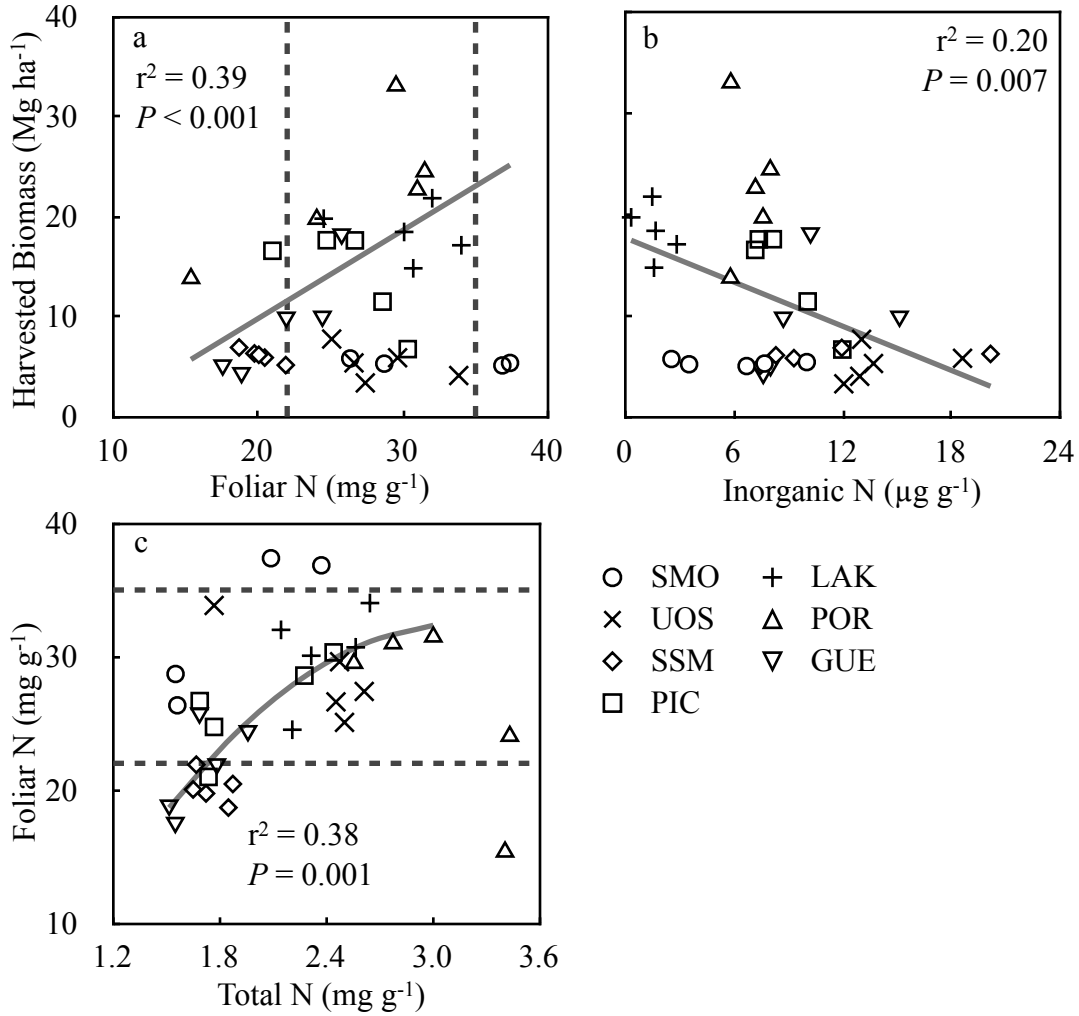 Harvested Biomass (Mg ha⁻¹)
40
30
20
10
0
a
r² = 0.39
P < 0.001
10 20 30 40
Foliar N (mg g⁻¹)
b
r² = 0.20
P = 0.007
0 6 12 18 24
Inorganic N (µg g⁻¹)
Foliar N (mg g⁻¹)
40
30
20
10
c
r² = 0.38
P = 0.001
1.2 1.8 2.4 3.0 3.6
Total N (mg g⁻¹)
SMO LAK
UOS POR
SSM GUE
PIC